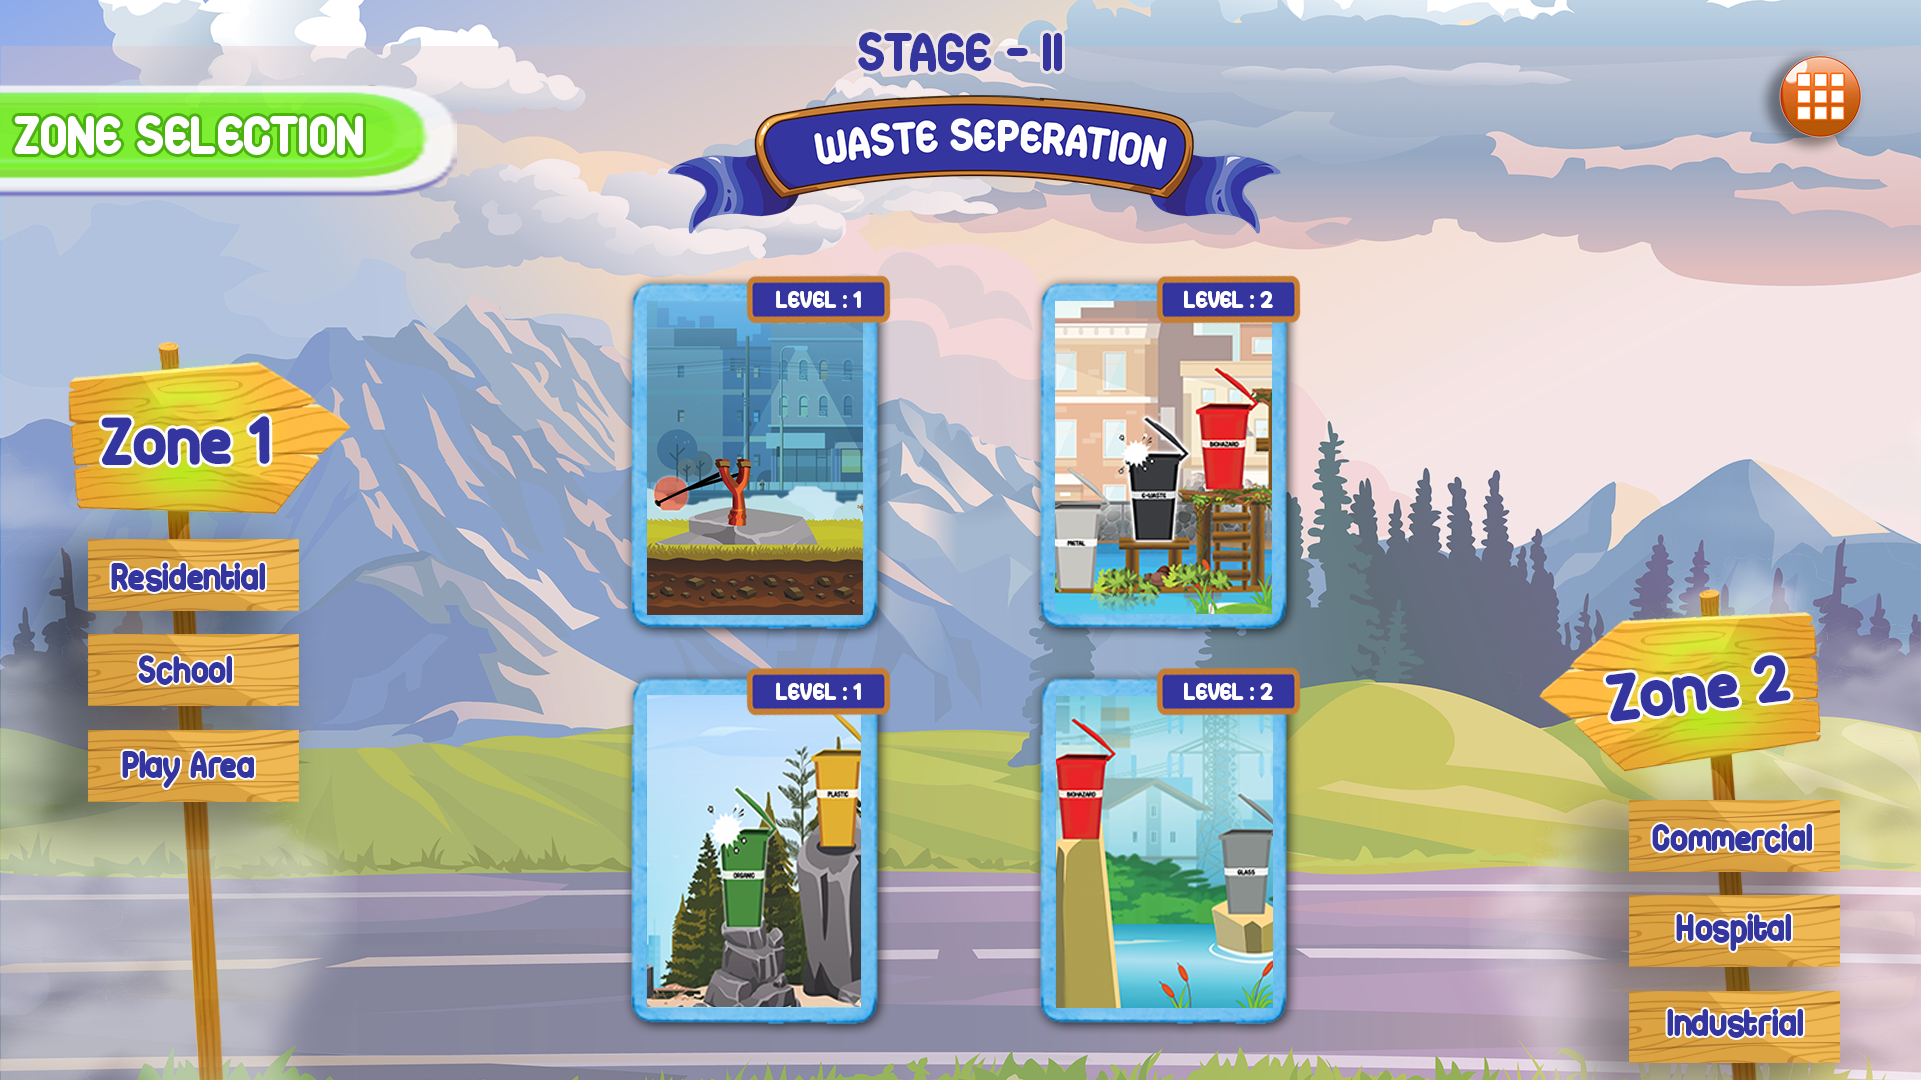 STAGE - II
ZONE SELECTION
WASTE SEPERATION
LEVEL : 1
LEVEL : 2
Zone 1
BIOHAZARD
E-WASTE
METAL
Residential
School
Play Area
Zone 2
LEVEL : 1
LEVEL : 2
PLASTIC
ORGANIC
BIOHAZARD
GLASS
Commercial
Hospital
Industrial